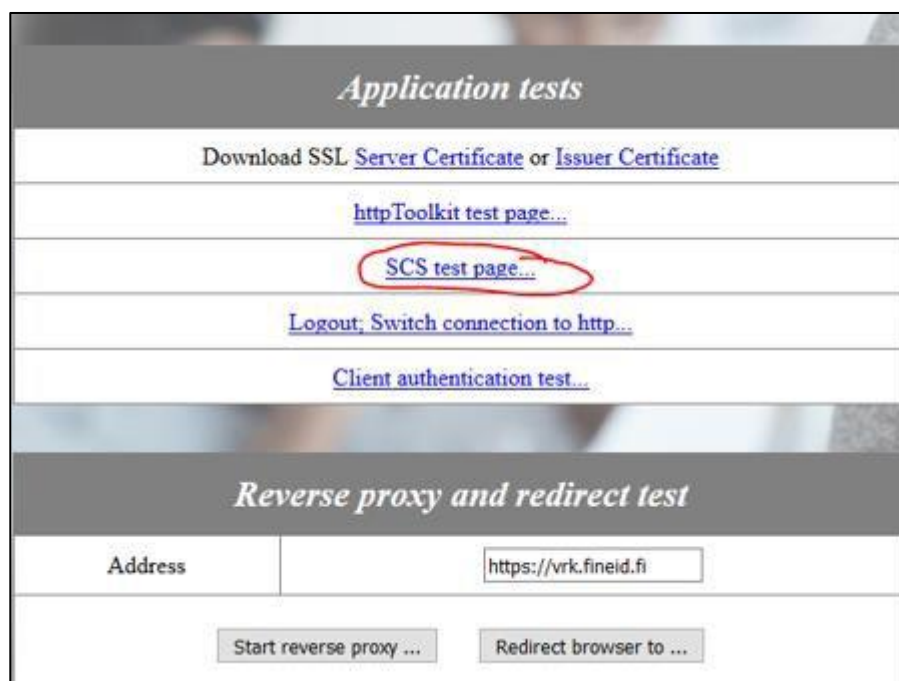 Application tests
Download SSL Server Certificate or Issuer Certificate
httpToolkit test page...
SCS test page...
Logout; Switch connection to http...
Client authentication test...
Reverse proxy and redirect test
Address https://vrk.fineid.fi
Start reverse proxy ... Redirect browser to ...